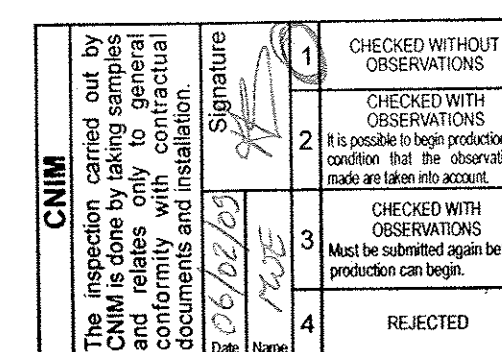 CNIM
The inspection carried out by
CNIM is done by taking samples
and relates only to general
conformity with contractual
documents and installation.
Date 06/02/09
Name
Signature
1 CHECKED WITHOUT
OBSERVATIONS
2 CHECKED WITH
OBSERVATIONS
It is possible to begin production
condition that the observati
made are taken into account.
3 CHECKED WITH
OBSERVATIONS
Must be submitted again be
production can begin.
4 REJECTED